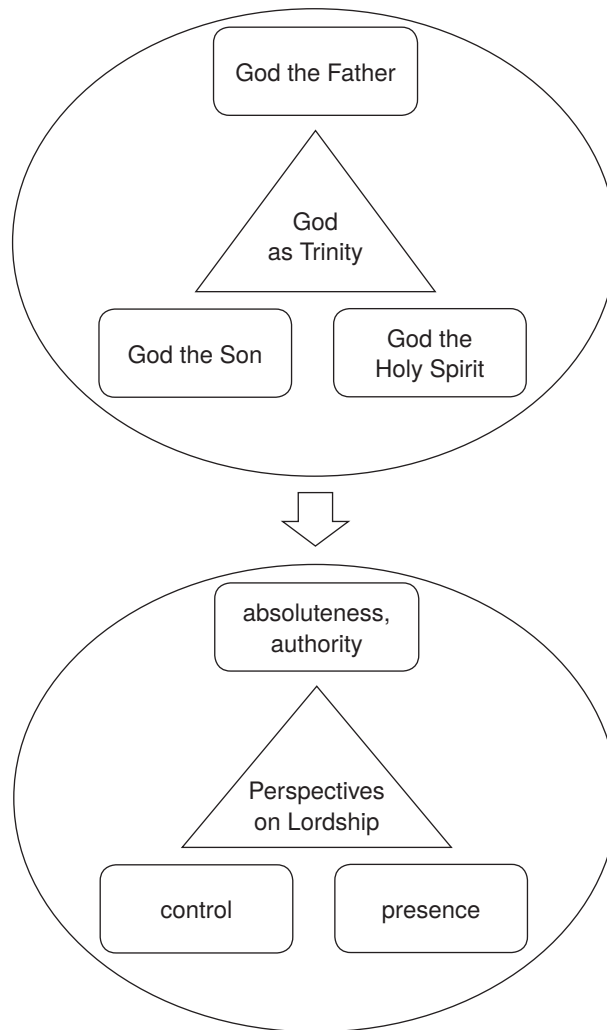 God the Father
God
as Trinity
God the Son
God the
Holy Spirit
absoluteness,
authority
Perspectives
on Lordship
control
presence